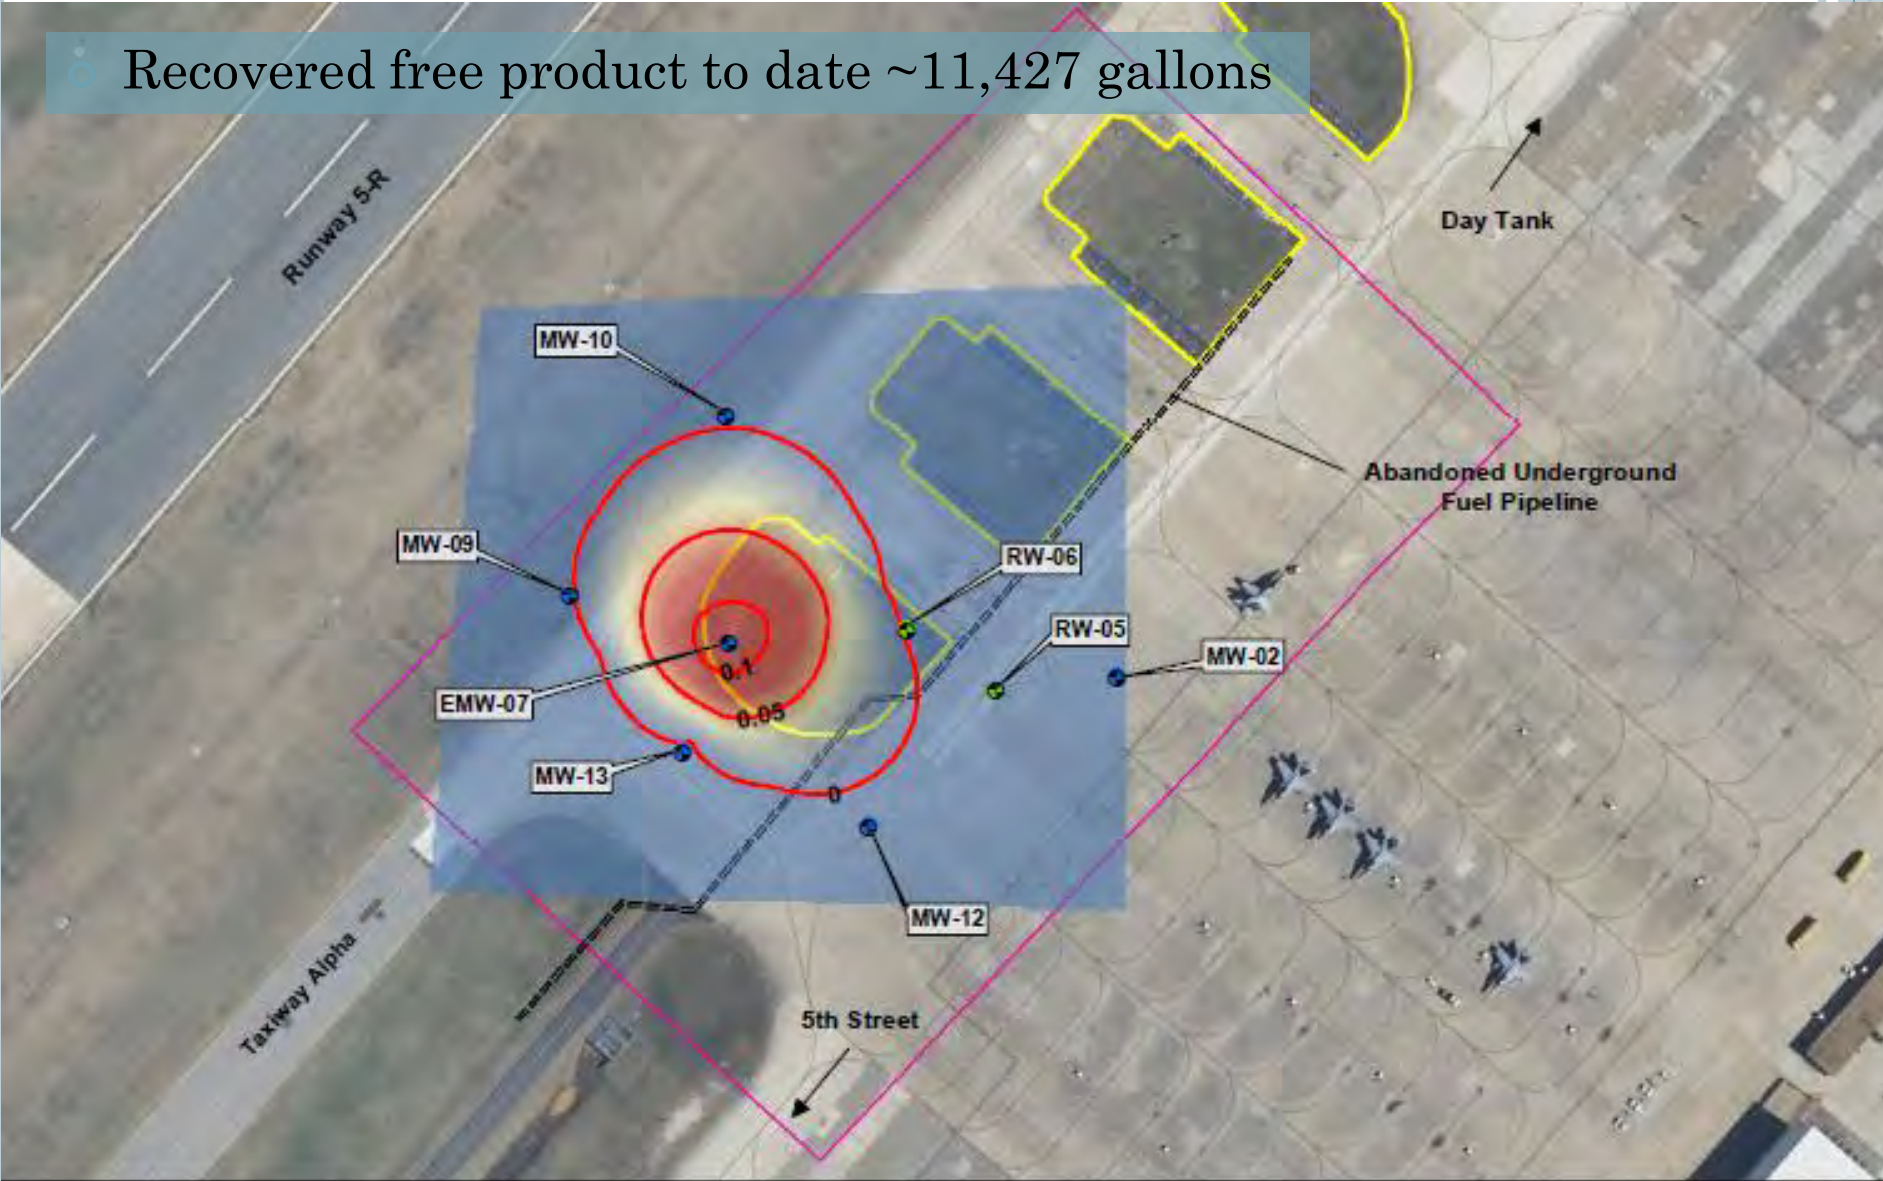 Recovered free product to date ~11,427 gallons
Runway 5-R
Day Tank
MW-10
Abandoned Underground
Fuel Pipeline
MW-09
RW-06
RW-05
MW-02
0.1
EMW-07
0.05
MW-13
0
MW-12
Taxiway Alpha
5th Street